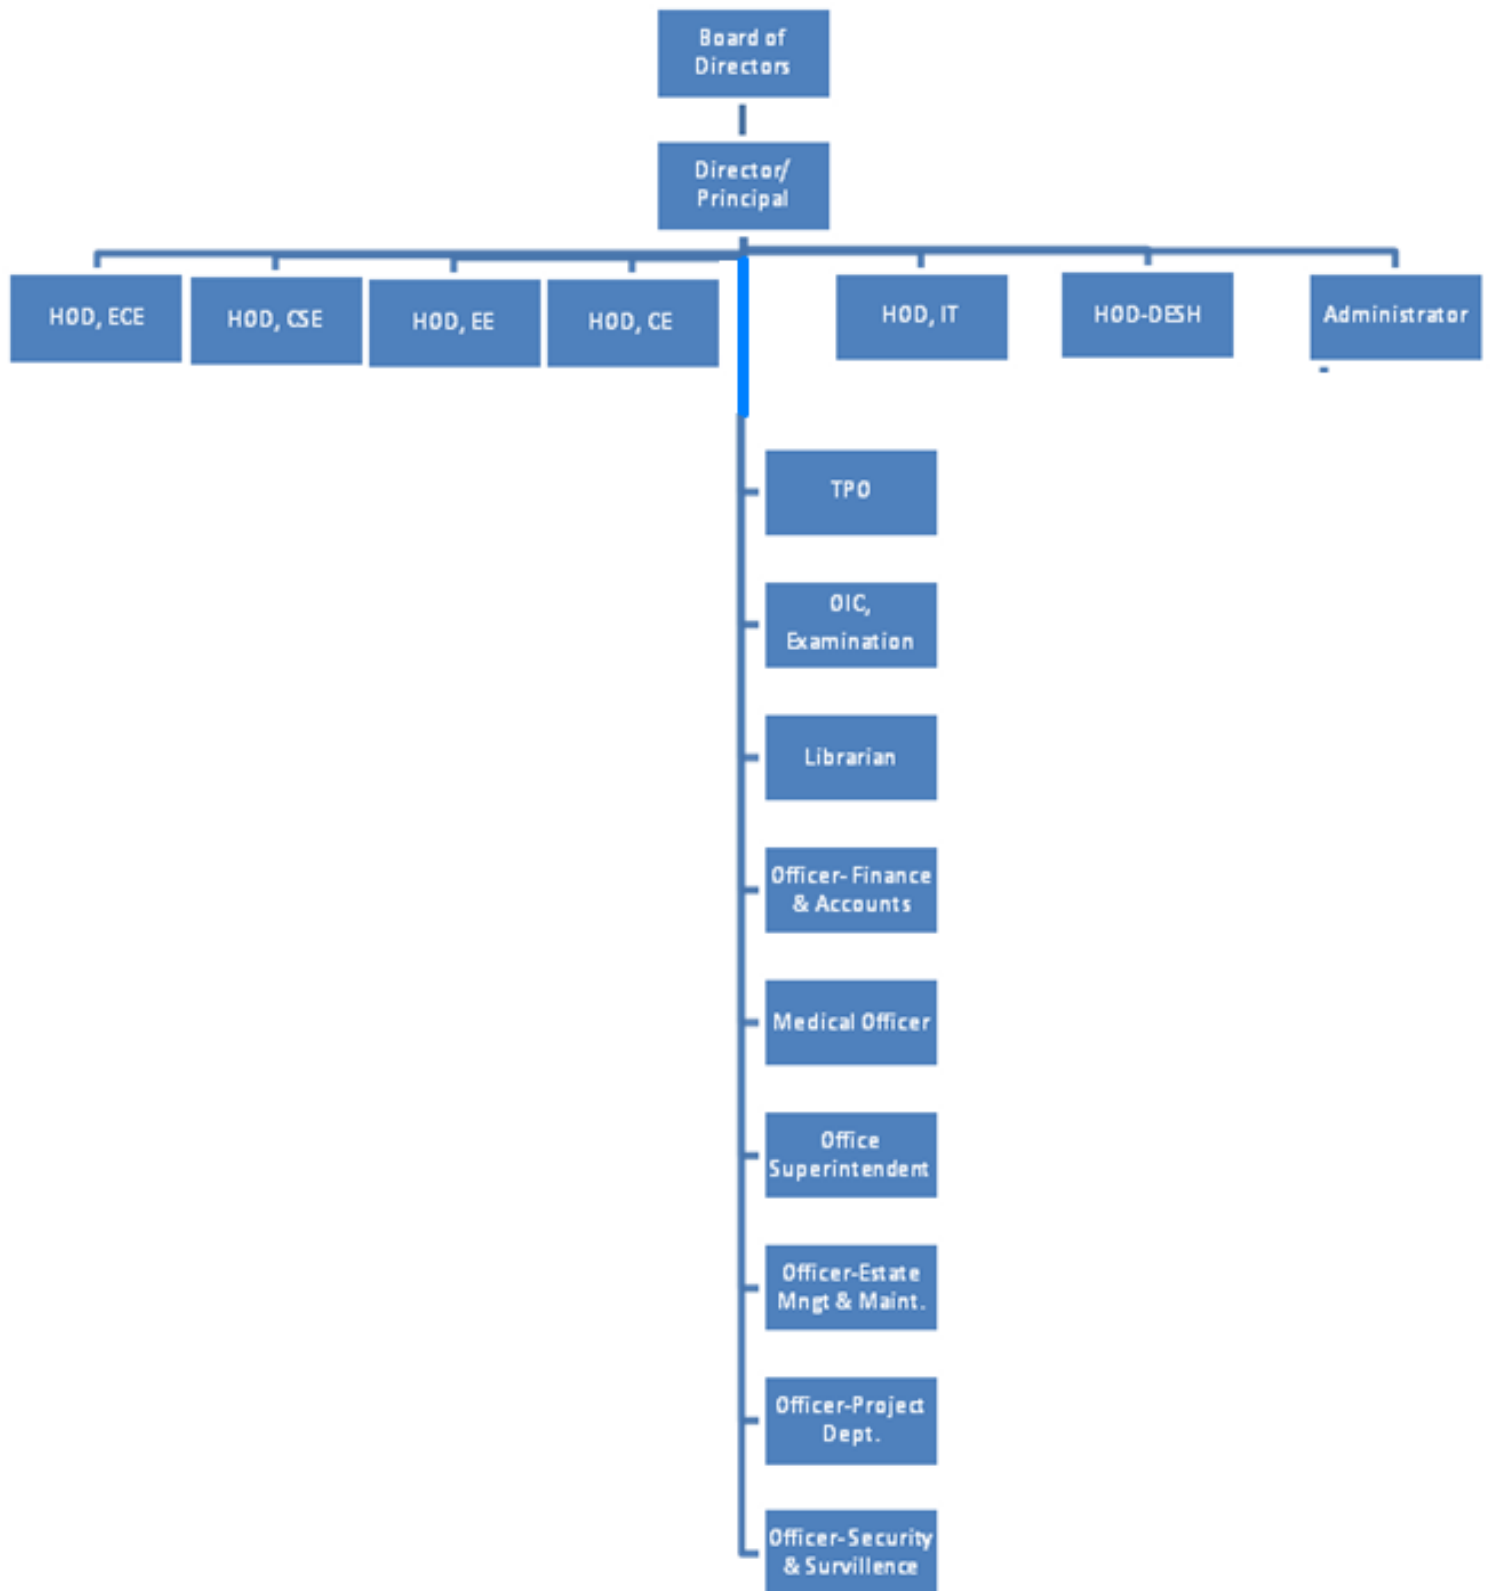 Board of
Directors
Director/
Principal
HOD, ECE
HOD, CSE
HOD, EE
HOD, CE
HOD, IT
HOD-DESH
Administrator
TPO
OIC,
Examination
Librarian
Officer- Finance
& Accounts
Medical Officer
Office
Superintendent
Officer-Estate
Mngt & Maint.
Officer-Project
Dept.
Officer-Security
& Survillence